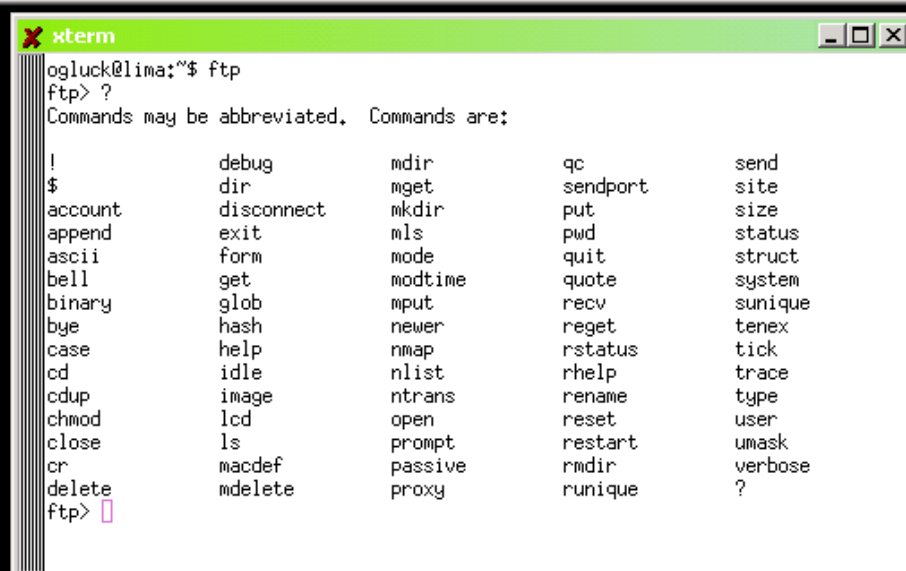 xterm
ogluck@lima:~$ ftp
ftp> ?
Commands may be abbreviated.  Commands are:

!               debug           mdir            qc              send
$               dir             mget            sendport        site
account         disconnect      mkdir           put             size
append          exit            mls             pwd             status
ascii           form            mode            quit            struct
bell            get             modtime         quote           system
binary          glob            mput            recv            sunique
bye             hash            newer           reget           tenex
case            help            nmap            rstatus         tick
cd              idle            nlist           rhelp           trace
cdup            image           ntrans          rename          type
chmod           lcd             open            reset           user
close           ls              prompt          restart         umask
cr              macdef          passive         rmdir           verbose
delete          mdelete         proxy           runique         ?
ftp>